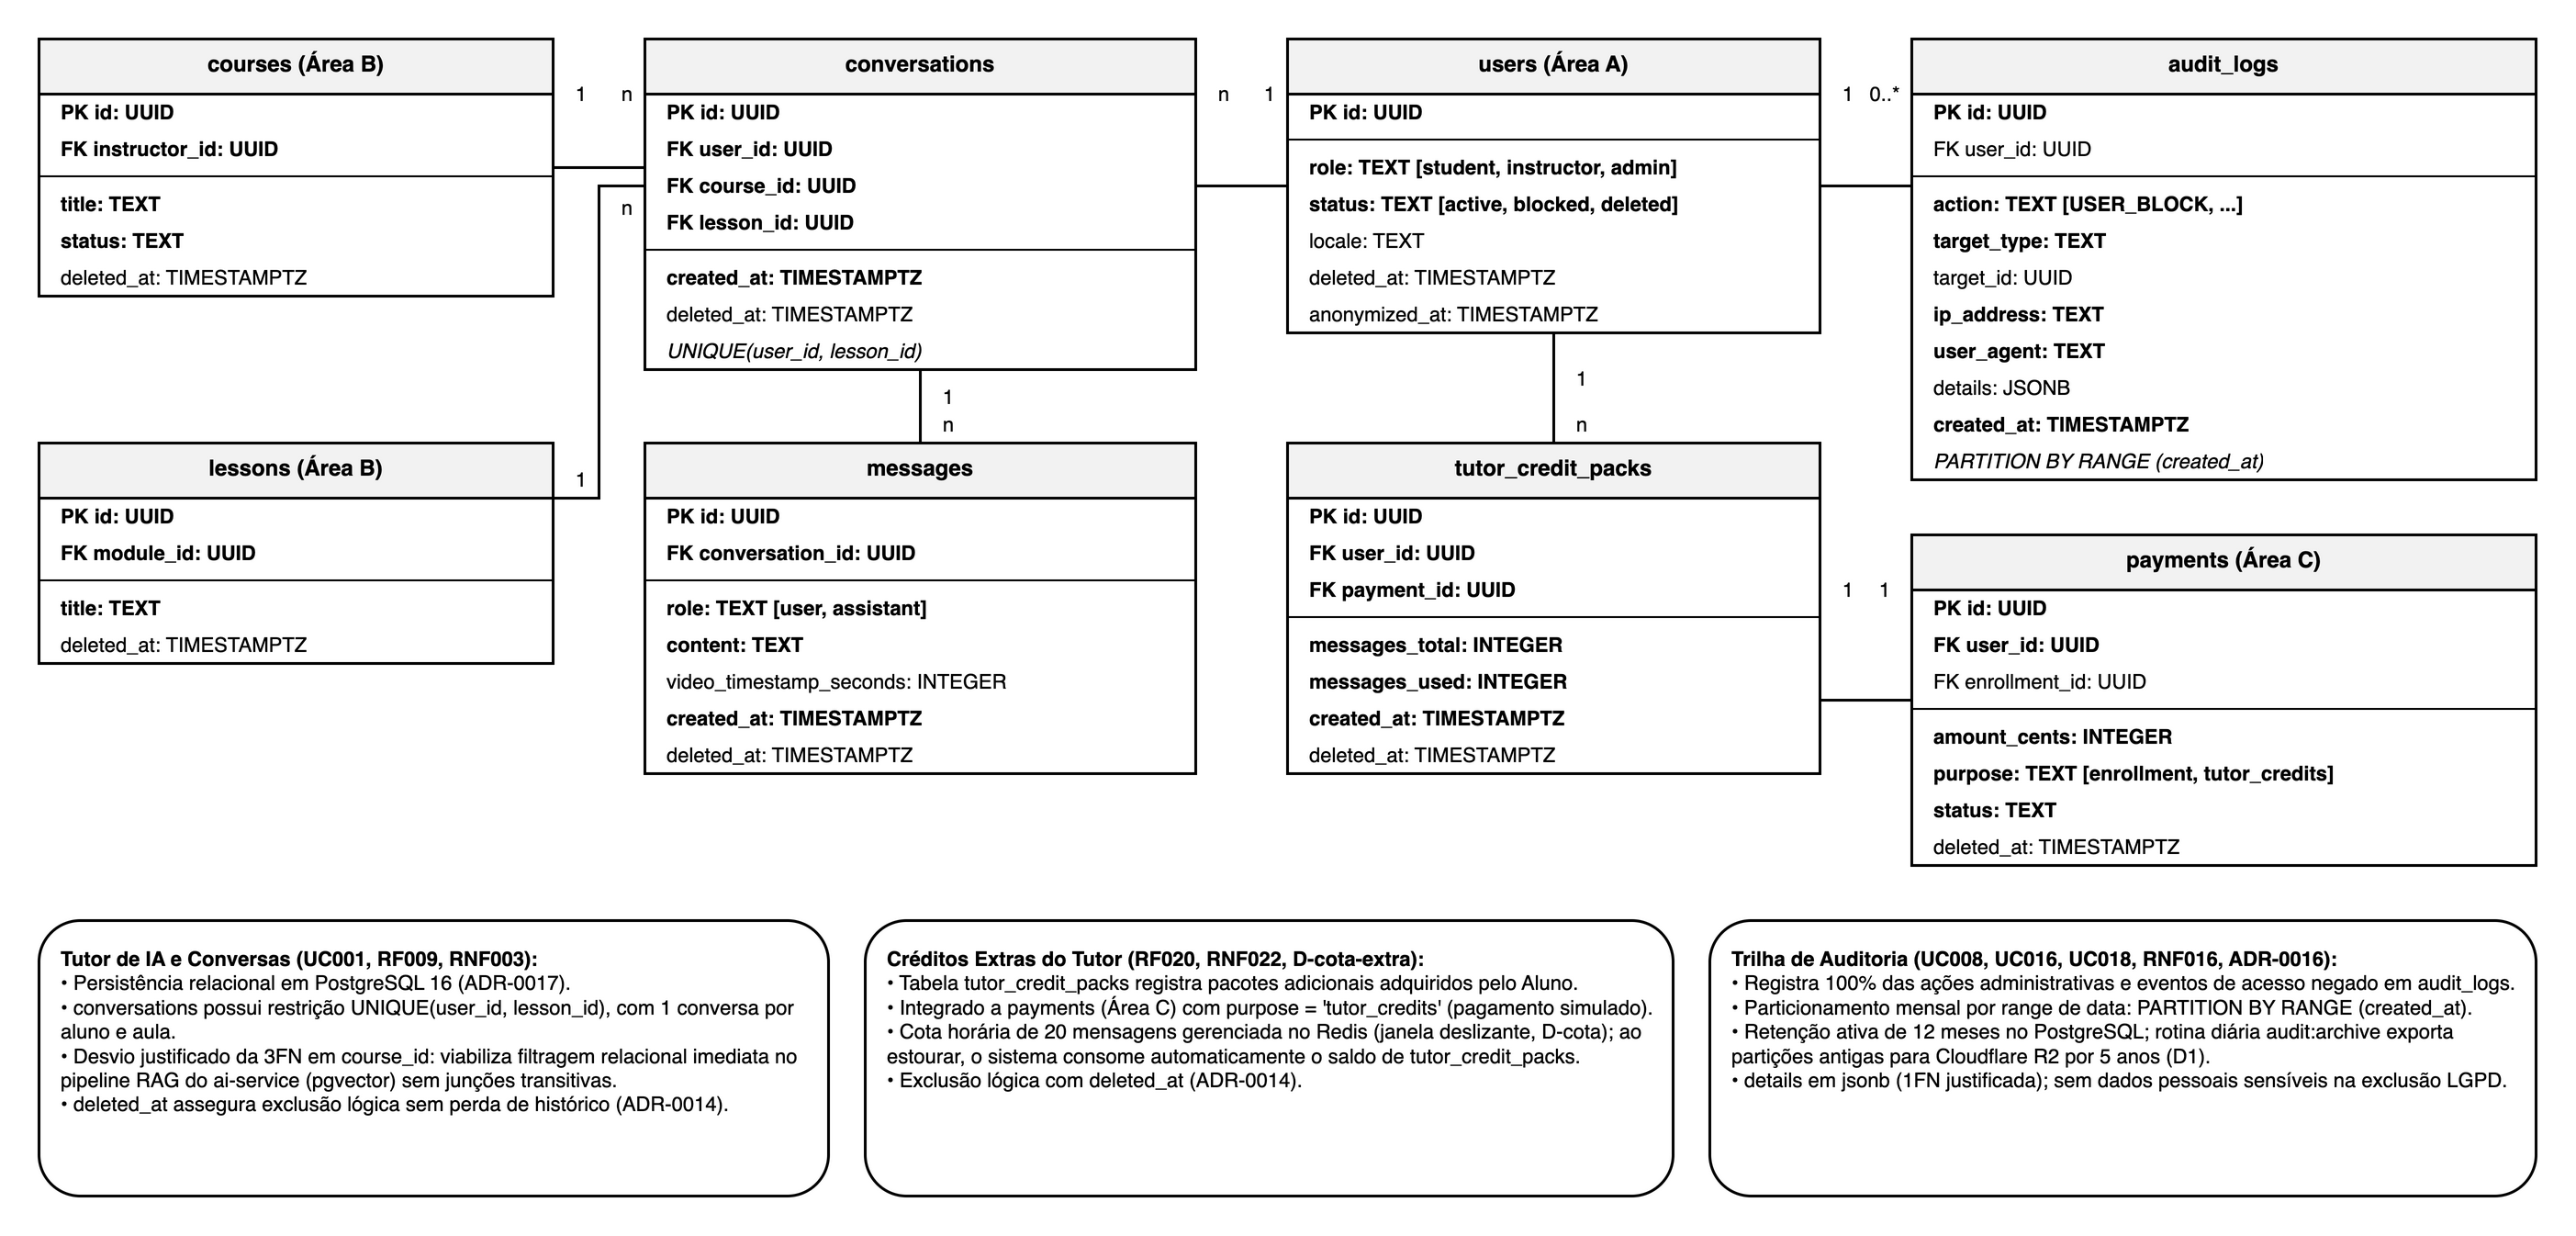 courses (Área B)
PK id: UUID
FK instructor_id: UUID
title: TEXT
status: TEXT
deleted_at: TIMESTAMPTZ
1 n
conversations
PK id: UUID
FK user_id: UUID
FK course_id: UUID
FK lesson_id: UUID
created_at: TIMESTAMPTZ
deleted_at: TIMESTAMPTZ
UNIQUE(user_id, lesson_id)
n
n 1
users (Área A)
PK id: UUID
role: TEXT [student, instructor, admin]
status: TEXT [active, blocked, deleted]
locale: TEXT
deleted_at: TIMESTAMPTZ
anonymized_at: TIMESTAMPTZ
1 0..*
audit_logs
PK id: UUID
FK user_id: UUID
action: TEXT [USER_BLOCK, ...]
target_type: TEXT
target_id: UUID
ip_address: TEXT
user_agent: TEXT
details: JSONB
created_at: TIMESTAMPTZ
PARTITION BY RANGE (created_at)
1
n
1
n
lessons (Área B)
PK id: UUID
FK module_id: UUID
title: TEXT
deleted_at: TIMESTAMPTZ
1
messages
PK id: UUID
FK conversation_id: UUID
role: TEXT [user, assistant]
content: TEXT
video_timestamp_seconds: INTEGER
created_at: TIMESTAMPTZ
deleted_at: TIMESTAMPTZ
tutor_credit_packs
PK id: UUID
FK user_id: UUID
FK payment_id: UUID
messages_total: INTEGER
messages_used: INTEGER
created_at: TIMESTAMPTZ
deleted_at: TIMESTAMPTZ
1 1
payments (Área C)
PK id: UUID
FK user_id: UUID
FK enrollment_id: UUID
amount_cents: INTEGER
purpose: TEXT [enrollment, tutor_credits]
status: TEXT
deleted_at: TIMESTAMPTZ
Tutor de IA e Conversas (UC001, RF009, RNF003):
• Persistência relacional em PostgreSQL 16 (ADR-0017).
• conversations possui restrição UNIQUE(user_id, lesson_id), com 1 conversa por
aluno e aula.
• Desvio justificado da 3FN em course_id: viabiliza filtragem relacional imediata no
pipeline RAG do ai-service (pgvector) sem junções transitivas.
• deleted_at assegura exclusão lógica sem perda de histórico (ADR-0014).
Créditos Extras do Tutor (RF020, RNF022, D-cota-extra):
• Tabela tutor_credit_packs registra pacotes adicionais adquiridos pelo Aluno.
• Integrado a payments (Área C) com purpose = 'tutor_credits' (pagamento simulado).
• Cota horária de 20 mensagens gerenciada no Redis (janela deslizante, D-cota); ao
estourar, o sistema consome automaticamente o saldo de tutor_credit_packs.
• Exclusão lógica com deleted_at (ADR-0014).
Trilha de Auditoria (UC008, UC016, UC018, RNF016, ADR-0016):
• Registra 100% das ações administrativas e eventos de acesso negado em audit_logs.
• Particionamento mensal por range de data: PARTITION BY RANGE (created_at).
• Retenção ativa de 12 meses no PostgreSQL; rotina diária audit:archive exporta
partições antigas para Cloudflare R2 por 5 anos (D1).
• details em jsonb (1FN justificada); sem dados pessoais sensíveis na exclusão LGPD.